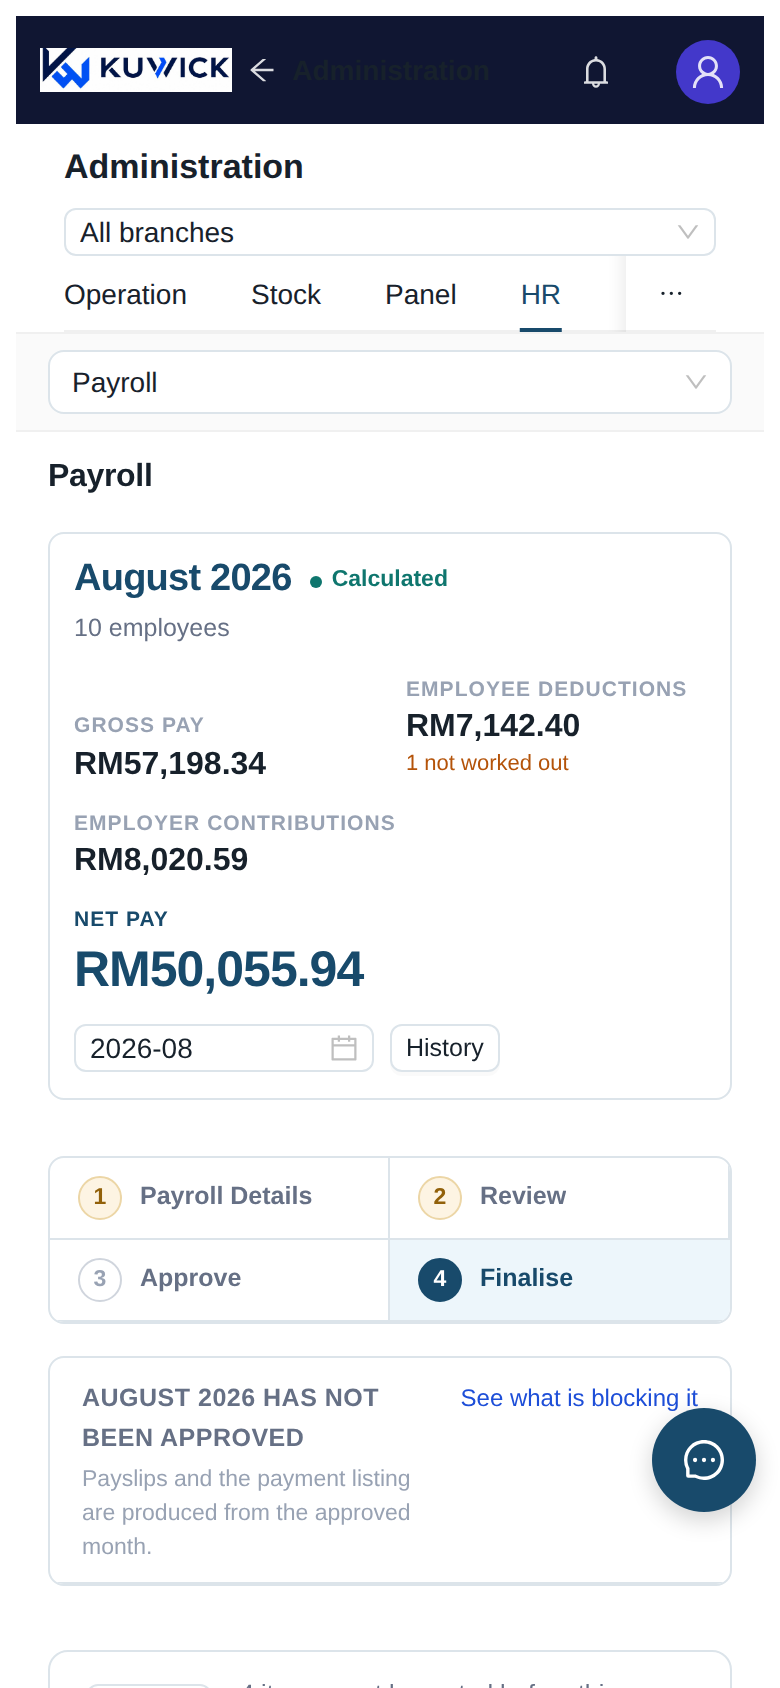 KUWICK
Administration
Administration
All branches
Operation Stock Panel HR ...
Payroll
Payroll
August 2026 Calculated
10 employees
EMPLOYEE DEDUCTIONS
GROSS PAY
RM7,142.40
RM57,198.34
1 not worked out
EMPLOYER CONTRIBUTIONS
RM8,020.59
NET PAY
RM50,055.94
2026-08 History
1 Payroll Details 2 Review
3 Approve 4 Finalise
AUGUST 2026 HAS NOT See what is blocking it
BEEN APPROVED
Payslips and the payment listing
are produced from the approved
month.